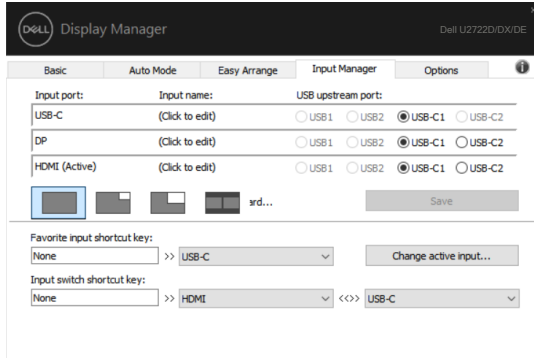 DELL Display Manager Dell U2722D/DX/DE
Basic Auto Mode Easy Arrange Input Manager Options
Input port: Input name: USB upstream port:
USB-C (Click to edit) USB1 USB2 USB-C1 USB-C2
DP (Click to edit) USB1 USB2 USB-C1 USB-C2
HDMI (Active) (Click to edit) USB1 USB2 USB-C1 USB-C2
ard... Save
Favorite input shortcut key:
None >> USB-C Change active input...
Input switch shortcut key:
None >> HDMI <<>> USB-C